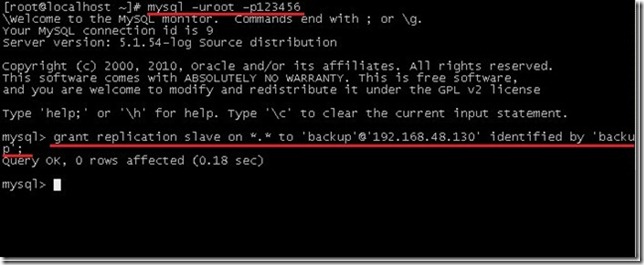 [root@localhost ~]# mysql -uroot -p123456
\Welcome to the MySQL monitor.  Commands end with ; or \g.
Your MySQL connection id is 9
Server version: 5.1.54-log Source distribution
Copyright (c) 2000, 2010, Oracle and/or its affiliates. All rights reserved.
This software comes with ABSOLUTELY NO WARRANTY. This is free software,
and you are welcome to modify and redistribute it under the GPL v2 license
Type 'help;' or '\h' for help. Type '\c' to clear the current input statement.
mysql> grant replication slave on *.* to 'backup'@'192.168.48.130' identified by 'backu
p';
Query OK, 0 rows affected (0.18 sec)
mysql>